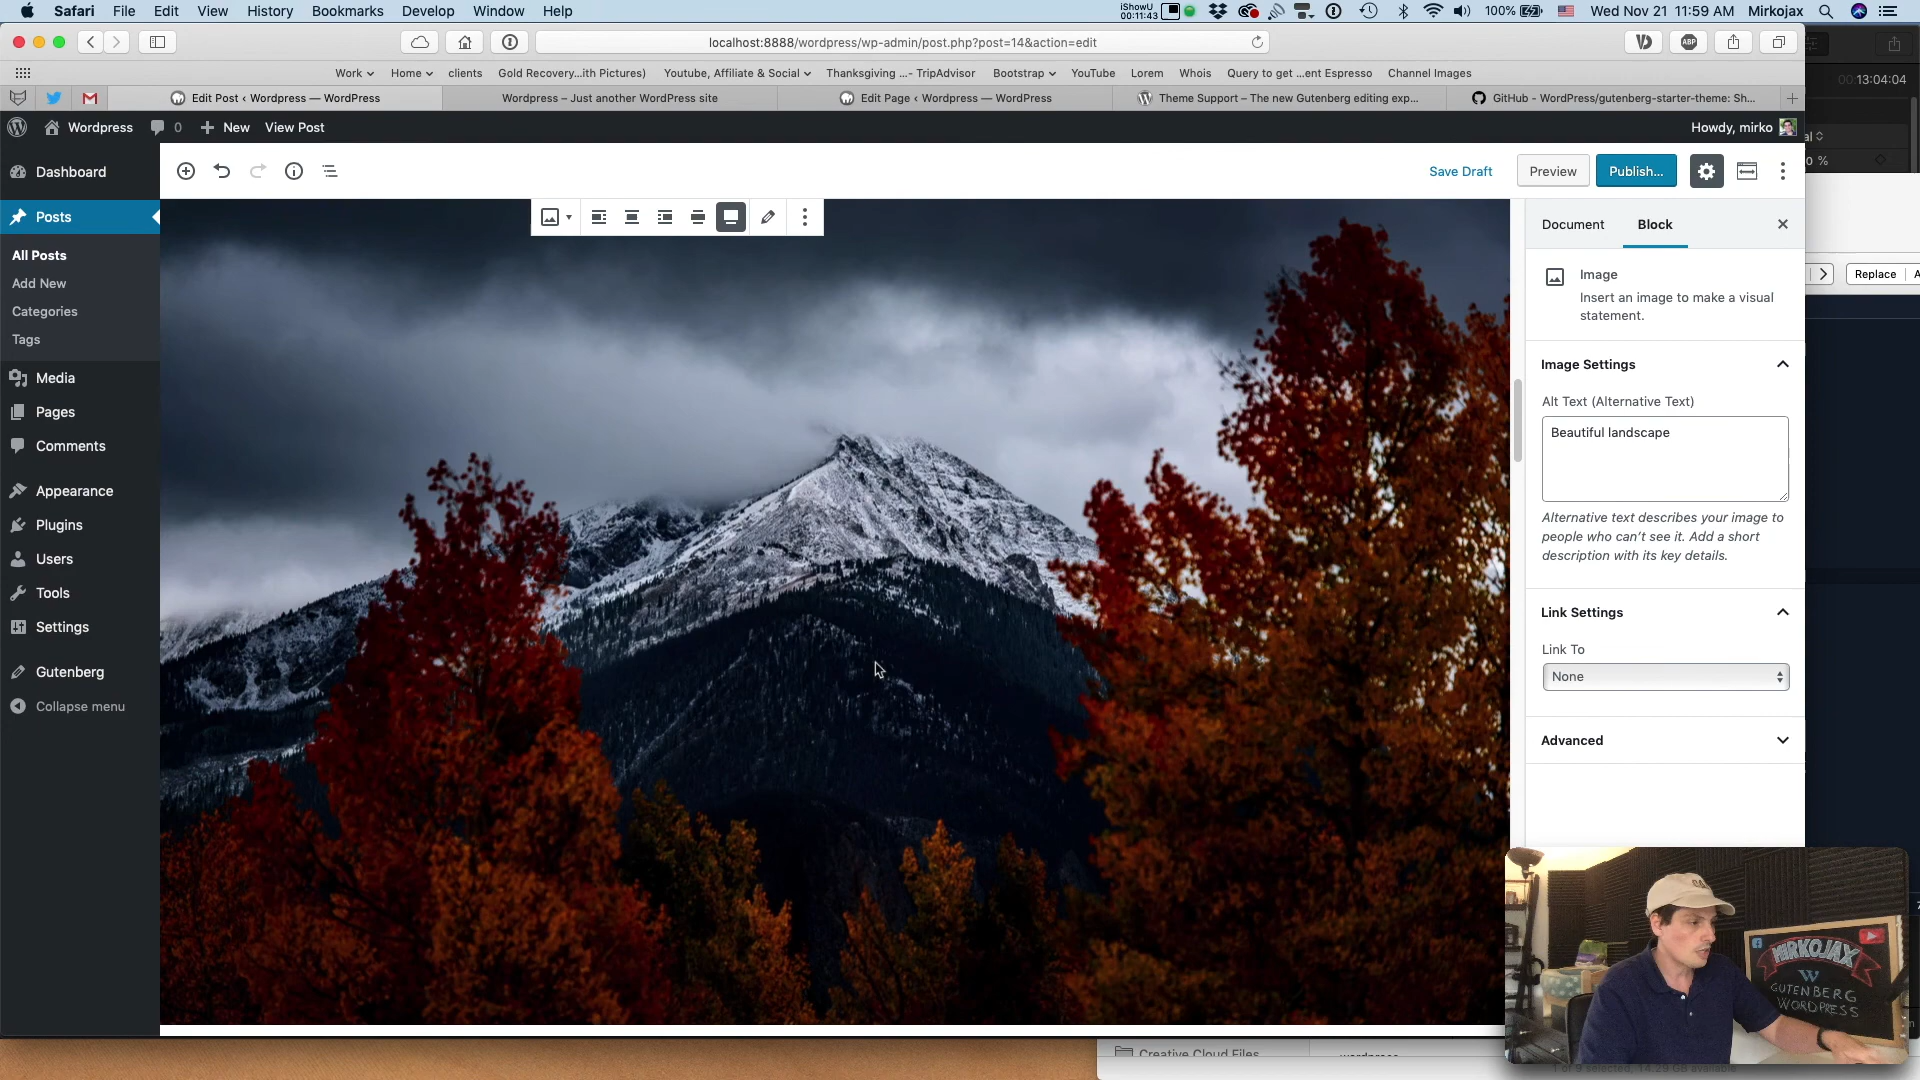 Safari File Edit View History Bookmarks Develop Window Help
iShowU
00:11:43
100%
Wed Nov 21 11:59 AM Mirkojax
localhost:8888/wordpress/wp-admin/post.php?post=14&action=edit
ABP
00:13:04:04
Work Home clients Gold Recovery...ith Pictures) Youtube, Affiliate & Social Thanksgiving ...- TripAdvisor Bootstrap YouTube Lorem Whois Query to get ...ent Espresso Channel Images
Edit Post ‹ Wordpress — WordPress
Wordpress – Just another WordPress site
Edit Page ‹ Wordpress — WordPress
Theme Support – The new Gutenberg editing exp...
GitHub - WordPress/gutenberg-starter-theme: Sh...
Wordpress 0 New View Post
Howdy, mirko
Dashboard
Posts
All Posts
Add New
Categories
Tags
Media
Pages
Comments
Appearance
Plugins
Users
Tools
Settings
Gutenberg
Collapse menu
Save Draft
Preview
Publish...
Document
Block
Image
Insert an image to make a visual
statement.
Image Settings
Alt Text (Alternative Text)
Beautiful landscape
Alternative text describes your image to
people who can't see it. Add a short
description with its key details.
Link Settings
Link To
None
Advanced
Replace
MIRKOJAX
GUTENBERG
WORDPRESS
Creative Cloud Files
wordpress